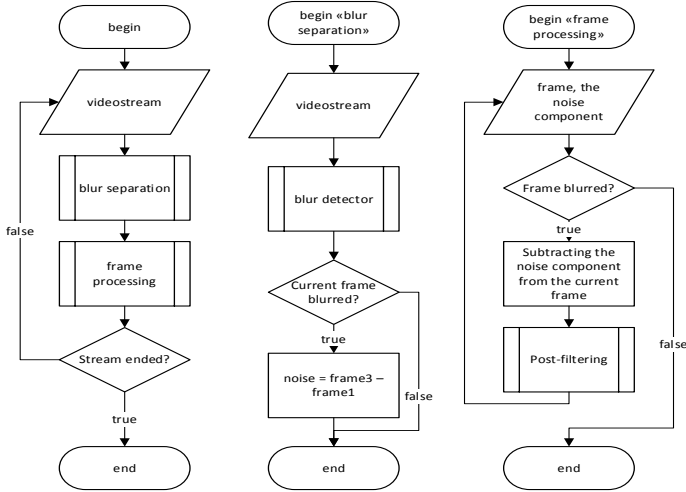 begin
videostream
blur separation
frame
processing
Stream ended?
false
true
end
begin «blur
separation»
videostream
blur detector
Current frame
blurred?
true
noise = frame3 –
frame1
false
end
begin «frame
processing»
frame, the
noise
component
Frame blurred?
true
Subtracting the
noise component
from the current
frame
Post-filtering
false
end